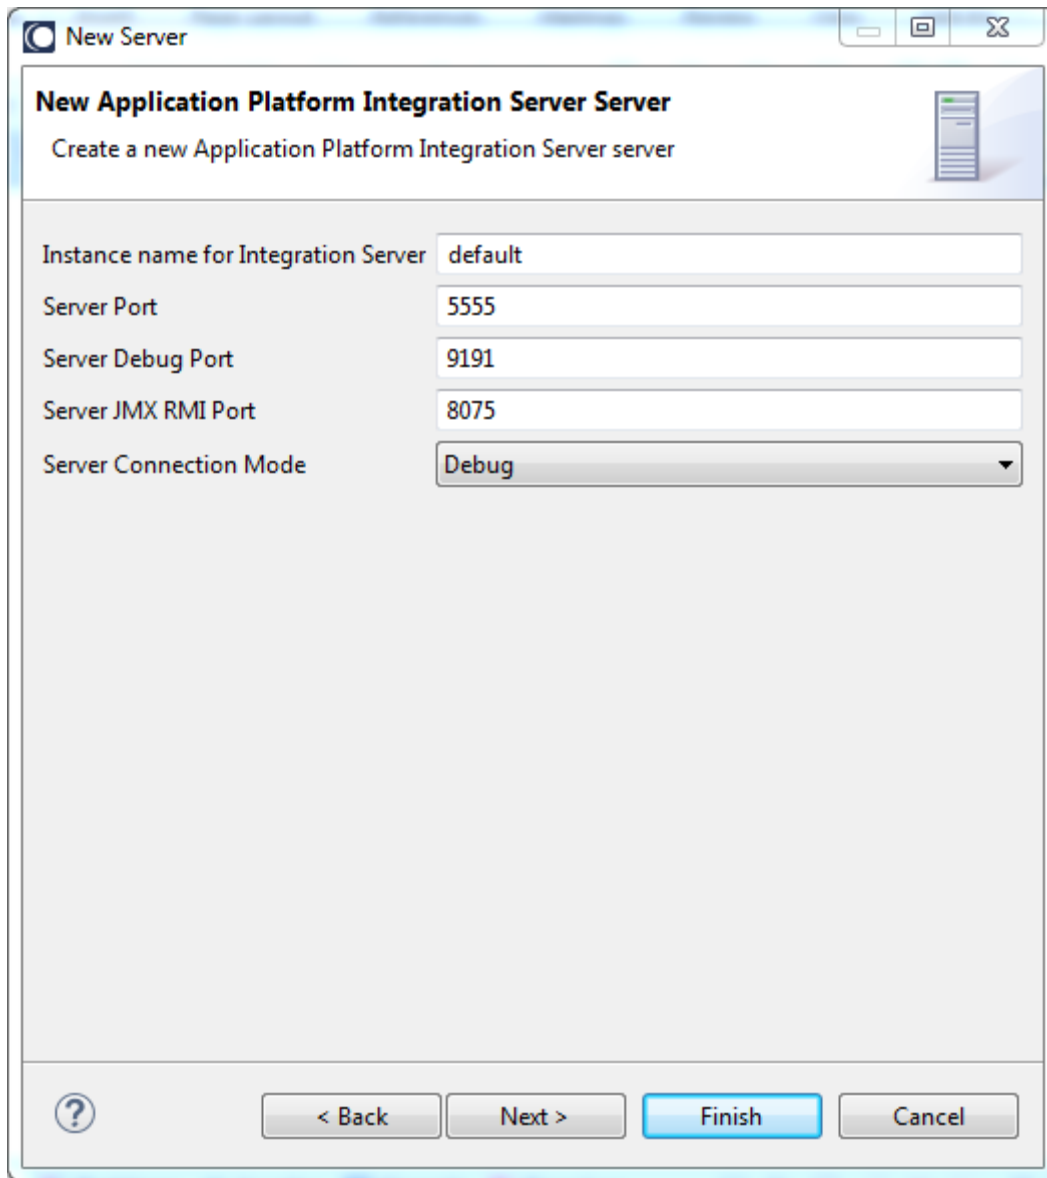 New Server
New Application Platform Integration Server Server
Create a new Application Platform Integration Server server
Instance name for Integration Server default
Server Port 5555
Server Debug Port 9191
Server JMX RMI Port 8075
Server Connection Mode Debug
? < Back Next > Finish Cancel